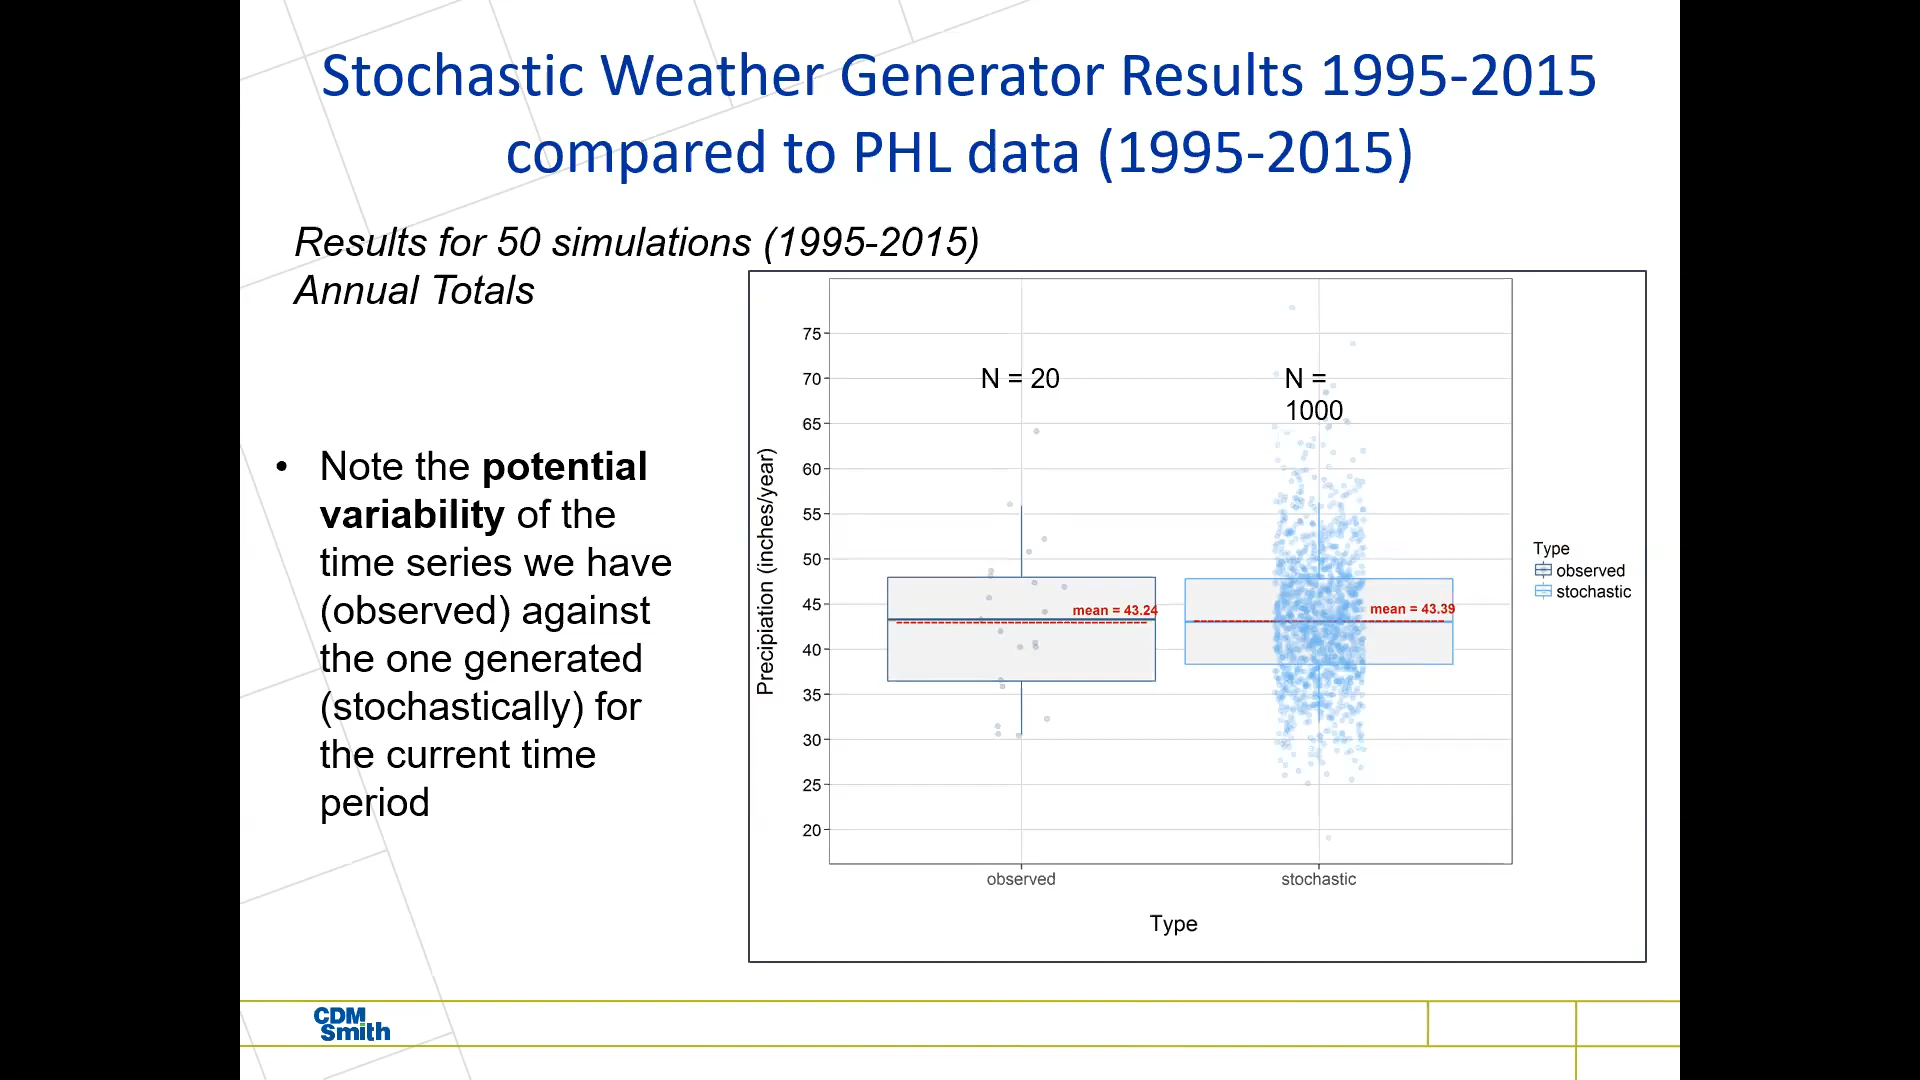 Stochastic Weather Generator Results 1995-2015
compared to PHL data (1995-2015)
Results for 50 simulations (1995-2015)
Annual Totals
• Note the potential
variability of the
time series we have
(observed) against
the one generated
(stochastically) for
the current time
period
Precipiation (inches/year)
75
70
65
60
55
50
45
40
35
30
25
20
N = 20
N =
1000
mean = 43.24
mean = 43.39
observed
stochastic
Type
Type
observed
stochastic
CDM
Smith